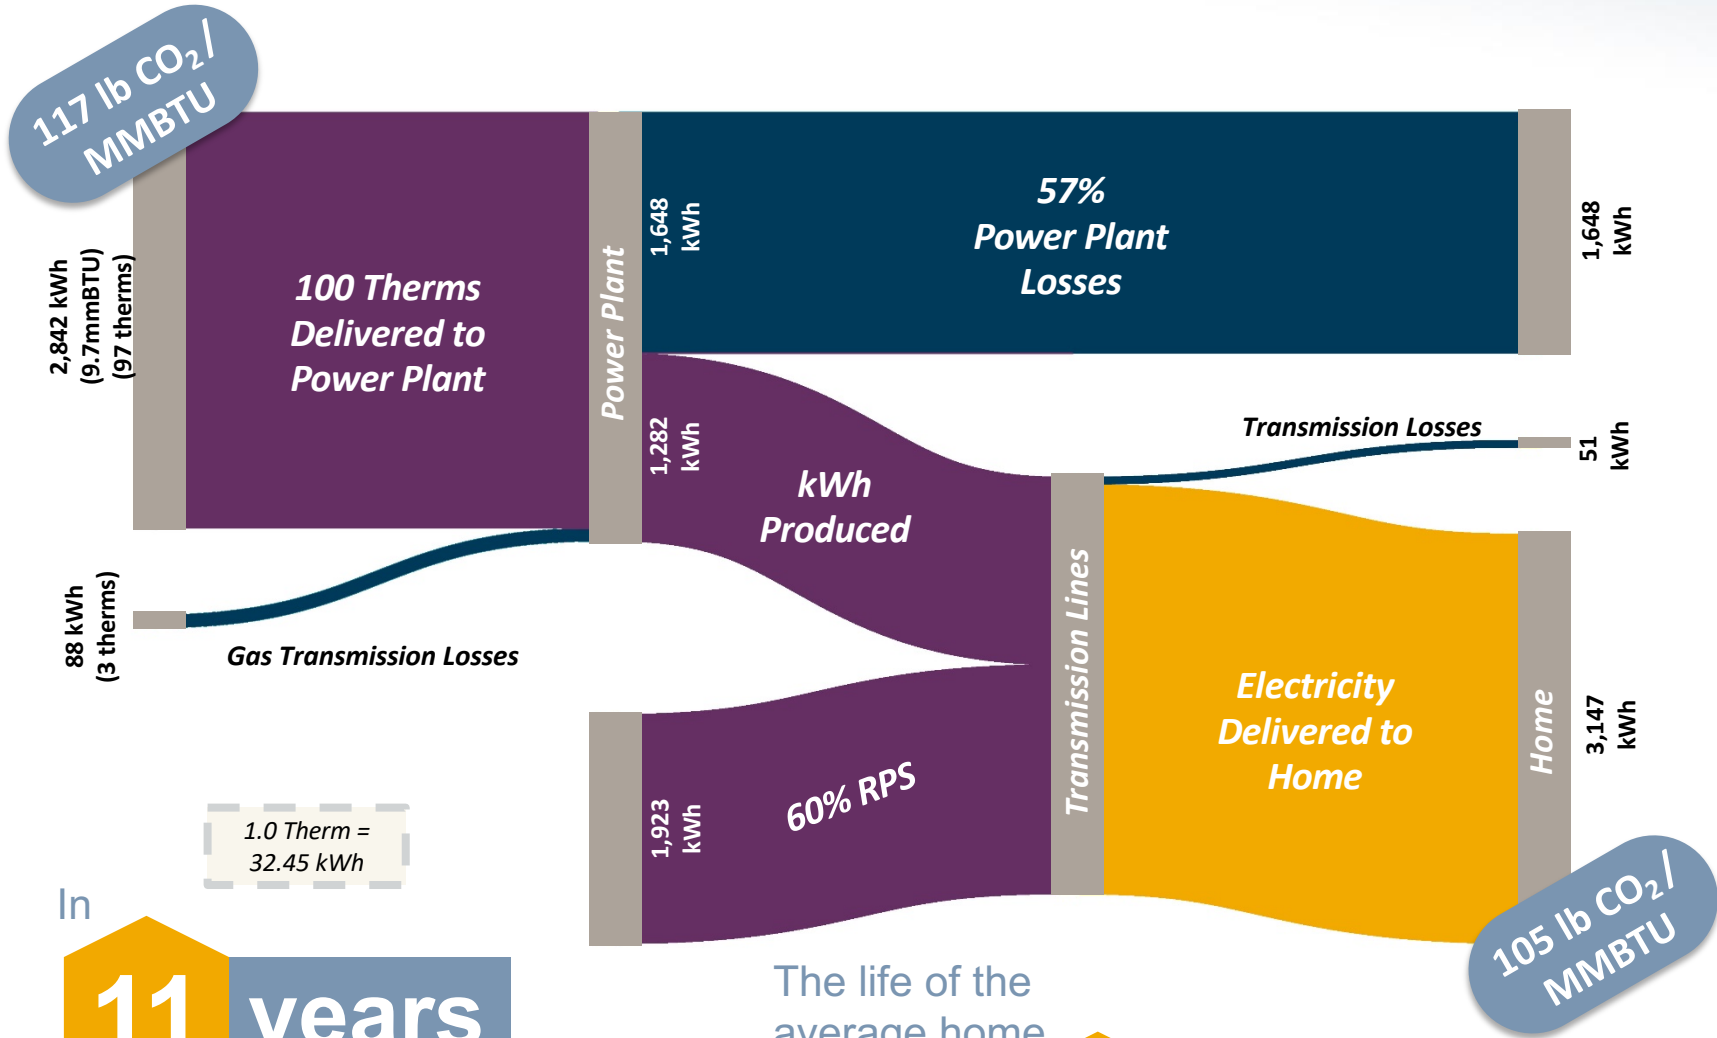 117 lb CO₂ /
MMBTU
2,842 kWh
(9.7mmBTU)
(97 therms)
100 Therms
Delivered to
Power Plant
Power Plant
1,648
kWh
57%
Power Plant
Losses
1,648
kWh
1,282
kWh
kWh
Produced
Transmission Losses
51
kWh
88 kWh
(3 therms)
Gas Transmission Losses
Transmission Lines
Electricity
Delivered to
Home
Home
3,147
kWh
1,923
kWh
60% RPS
1.0 Therm =
32.45 kWh
105 lb CO₂ /
MMBTU
In
11 years
The life of the
average home